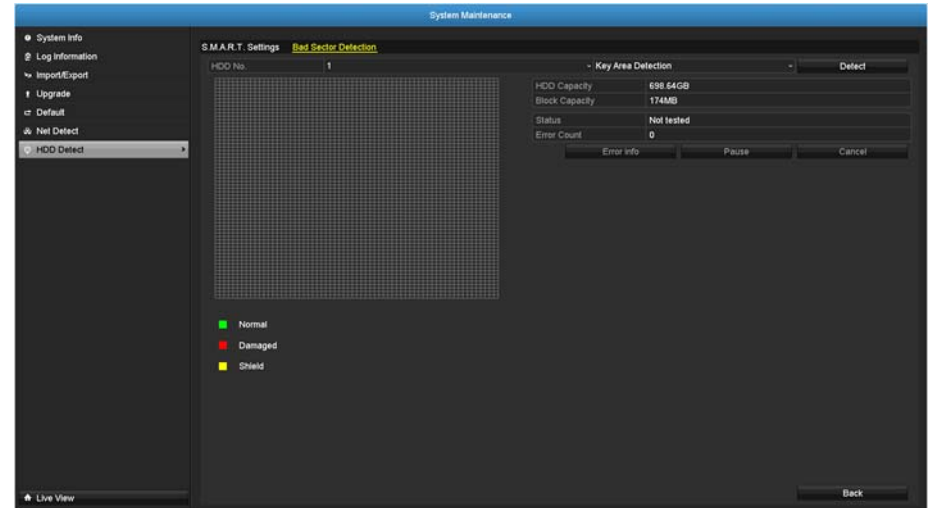 System Maintenance
System Info
Log Information
Import/Export
Upgrade
Default
Net Detect
HDD Detect
Live View
S.M.A.R.T. Settings Bad Sector Detection
HDD No. 1 Key Area Detection Detect
HDD Capacity 698.64GB
Block Capacity 174MB
Status Not tested
Error Count 0
Error info Pause Cancel
Normal
Damaged
Shield
Back